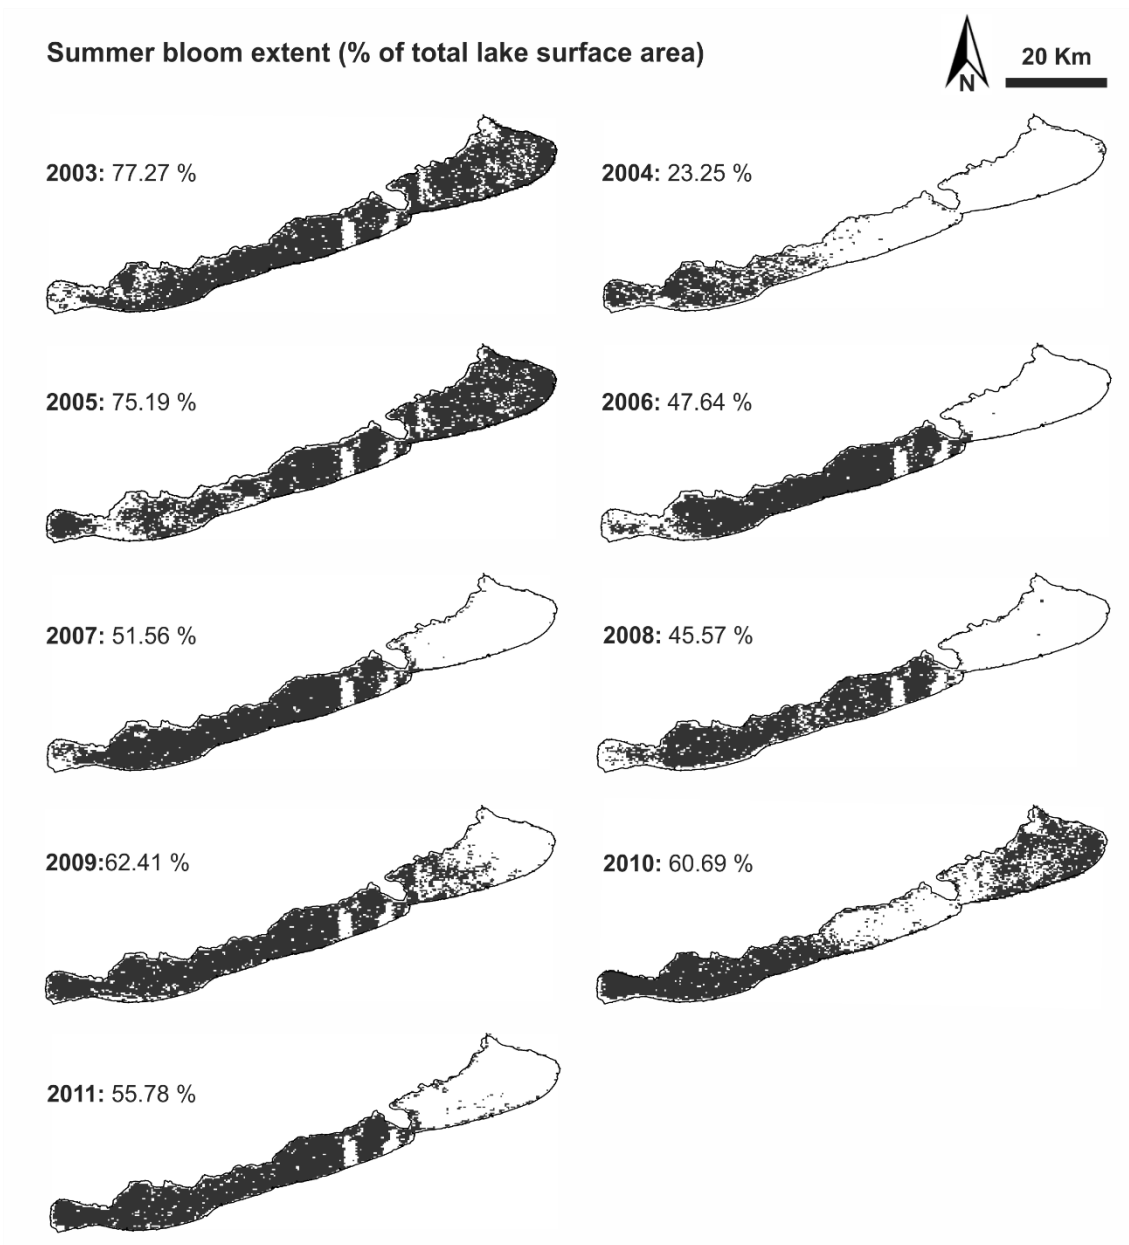 Summer bloom extent (% of total lake surface area)
N
20 Km
2003: 77.27 %
2004: 23.25 %
2005: 75.19 %
2006: 47.64 %
2007: 51.56 %
2008: 45.57 %
2009:62.41 %
2010: 60.69 %
2011: 55.78 %